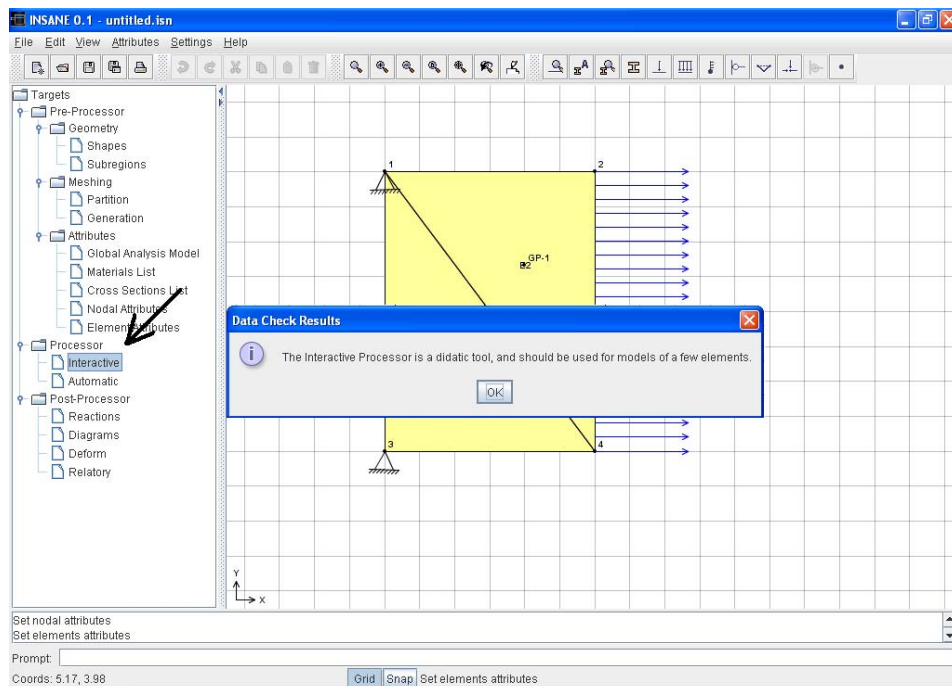 INSANE 0.1 - untitled.isn
File Edit View Attributes Settings Help
Targets
Pre-Processor
Geometry
Shapes
Subregions
Meshing
Partition
Generation
Attributes
Global Analysis Model
Materials List
Cross Sections List
Nodal Attributes
Element Attributes
Processor
Interactive
Automatic
Post-Processor
Reactions
Diagrams
Deform
Relatory
1
2
GP-1
Data Check Results
The Interactive Processor is a didatic tool, and should be used for models of a few elements.
OK
3
4
Y
X
Set nodal attributes
Set elements attributes
Prompt:
Coords: 5.17, 3.98 Grid Snap Set elements attributes